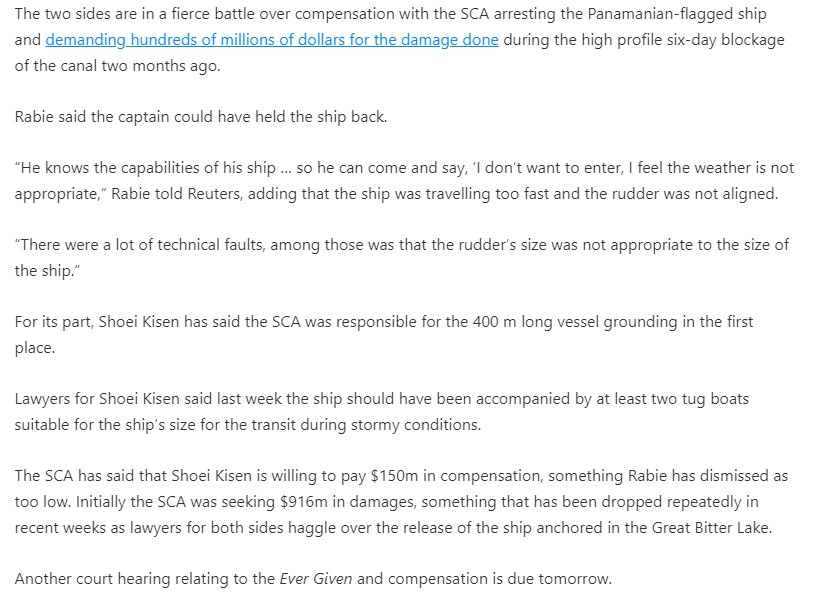 The two sides are in a fierce battle over compensation with the SCA arresting the Panamanian-flagged ship
and demanding hundreds of millions of dollars for the damage done during the high profile six-day blockage
of the canal two months ago.
Rabie said the captain could have held the ship back.
“He knows the capabilities of his ship … so he can come and say, ‘I don’t want to enter, I feel the weather is not
appropriate,” Rabie told Reuters, adding that the ship was travelling too fast and the rudder was not aligned.
“There were a lot of technical faults, among those was that the rudder’s size was not appropriate to the size of
the ship.”
For its part, Shoei Kisen has said the SCA was responsible for the 400 m long vessel grounding in the first
place.
Lawyers for Shoei Kisen said last week the ship should have been accompanied by at least two tug boats
suitable for the ship’s size for the transit during stormy conditions.
The SCA has said that Shoei Kisen is willing to pay $150m in compensation, something Rabie has dismissed as
too low. Initially the SCA was seeking $916m in damages, something that has been dropped repeatedly in
recent weeks as lawyers for both sides haggle over the release of the ship anchored in the Great Bitter Lake.
Another court hearing relating to the Ever Given and compensation is due tomorrow.